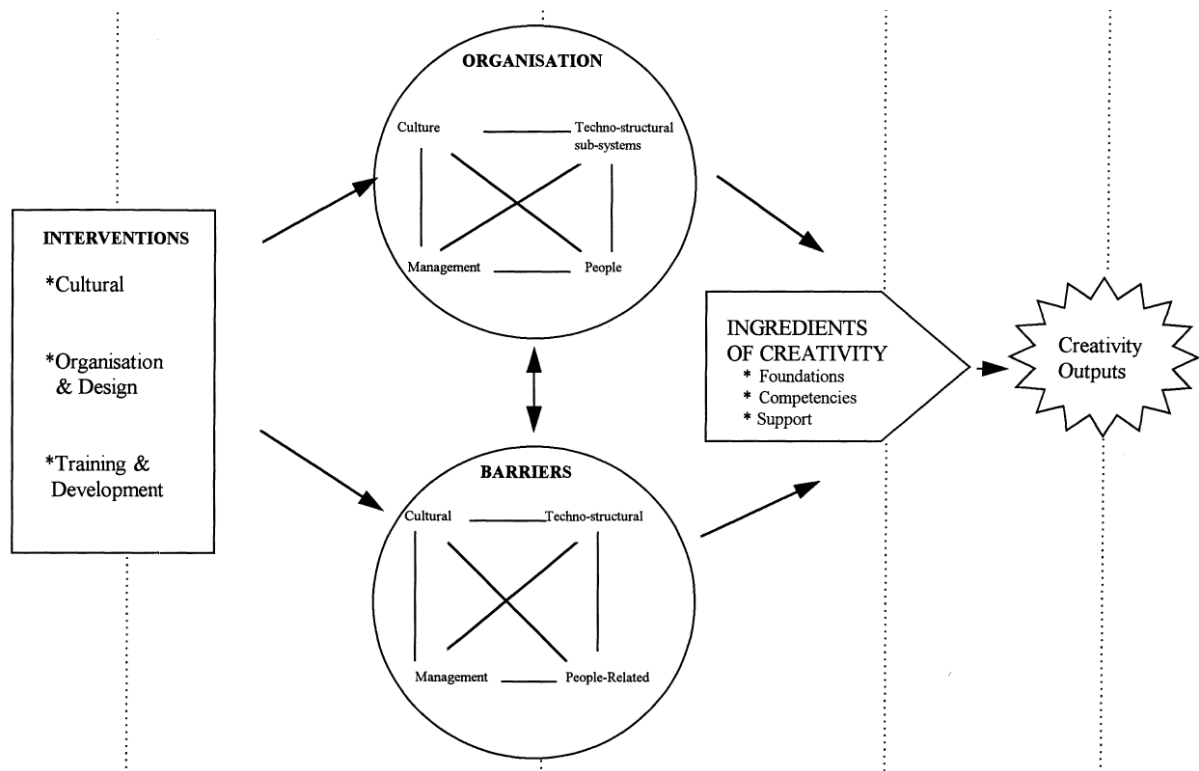 INTERVENTIONS
*Cultural
*Organisation
& Design
*Training &
Development
ORGANISATION
Culture
Techno-structural
sub-systems
Management
People
BARRIERS
Cultural
Techno-structural
Management
People-Related
INGREDIENTS
OF CREATIVITY
* Foundations
* Competencies
* Support
Creativity
Outputs